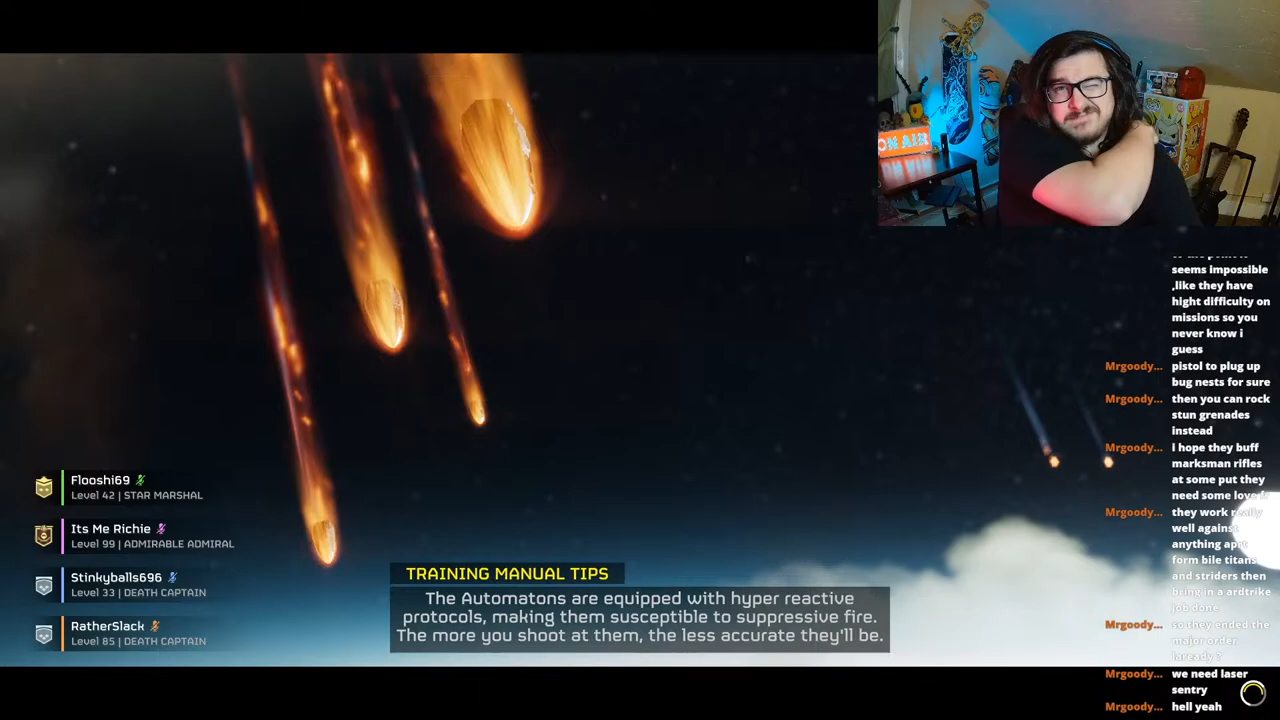 ON AIR
seems impossible
,like they have
hight difficulty on
missions so you
never know i
guess
Mrgoody... pistol to plug up
bug nests for sure
Mrgoody... then you can rock
stun grenades
instead
Mrgoody... i hope they buff
marksman rifles
at some put they
need some love
Mrgoody... they work really
well against
anything
form bile titans
and striders then
bring in a ardtrike
job done
Mrgoody... so they ended the
major order
laready ?
Mrgoody... we need laser
sentry
Mrgoody... hell yeah
Flooshi69
Level 42 | STAR MARSHAL
Its Me Richie
Level 99 | ADMIRABLE ADMIRAL
Stinkyballs696
Level 33 | DEATH CAPTAIN
RatherSlack
Level 85 | DEATH CAPTAIN
TRAINING MANUAL TIPS
The Automatons are equipped with hyper reactive
protocols, making them susceptible to suppressive fire.
The more you shoot at them, the less accurate they'll be.